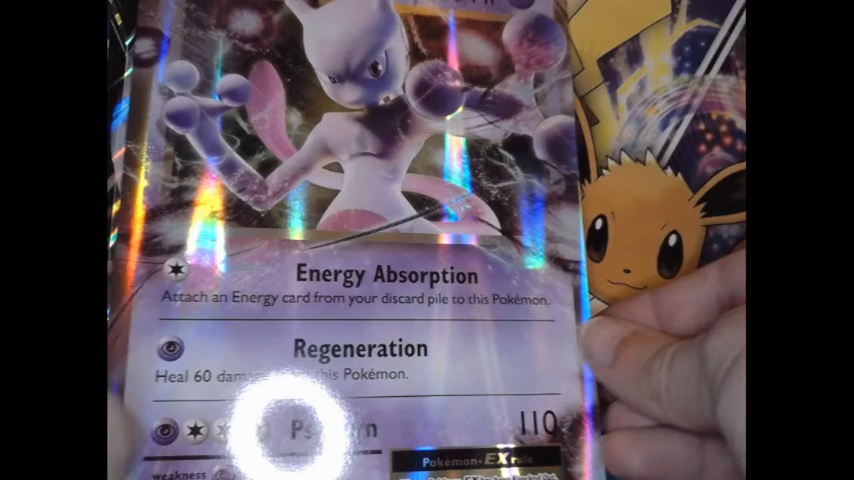 Energy Absorption
Attach an Energy card from your discard pile to this Pokémon.
Regeneration
Heal 60 this Pokémon.
110
Pokémon-EX rule
weakness